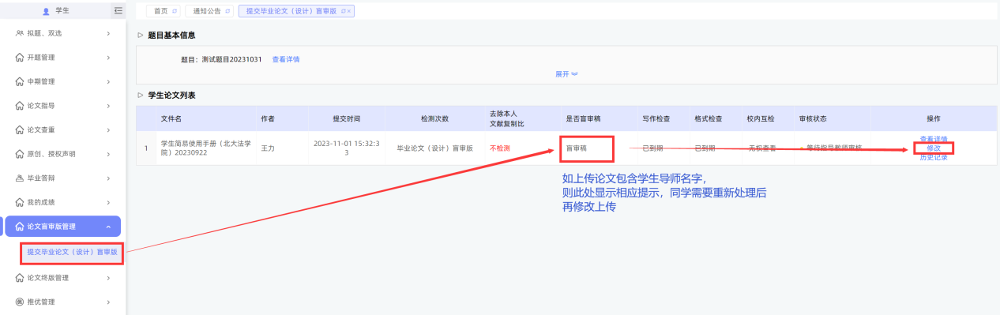 学生
首页
通知公告
提交毕业论文（设计）盲审版
拟题、双选
开题管理
中期管理
论文指导
论文查重
原创、授权声明
毕业答辩
我的成绩
论文盲审版管理
提交毕业论文（设计）盲审版
论文终版管理
推优管理
题目基本信息
题目：测试题目20231031 查看详情
展开
学生论文列表
文件名 作者 提交时间 检测次数 去除本人 是否盲审稿 写作检查 格式检查 校内互检 审核状态 操作
文献复制比
1 学生简易使用手册（北大法学 王力 2023-11-01 15:32:3 毕业论文（设计）盲审版 不检测 盲审稿 已到期 已到期 无权查看 等待指导教师审核 查看详情
院）20230922 3 修改
历史记录
如上传论文包含学生导师名字，
则此处显示相应提示，同学需要重新处理后
再修改上传